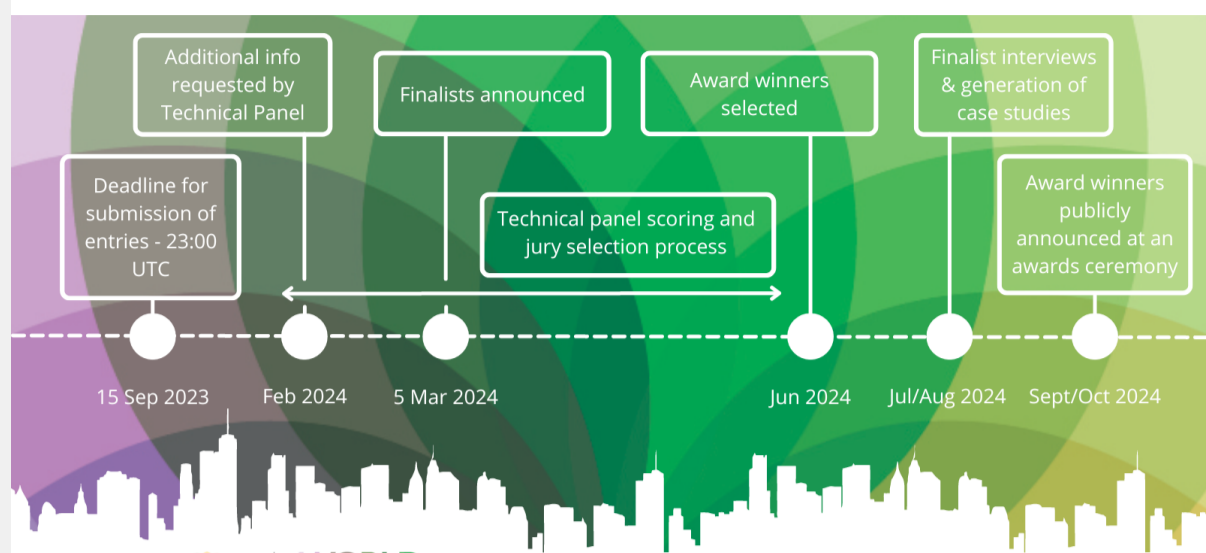 Additional info
requested by
Technical Panel
Finalists announced
Award winners
selected
Finalist interviews
& generation of
case studies
Deadline for
submission of
entries - 23:00
UTC
Technical panel scoring and
jury selection process
Award winners
publicly
announced at an
awards ceremony
15 Sep 2023
Feb 2024
5 Mar 2024
Jun 2024
Jul/Aug 2024
Sept/Oct 2024